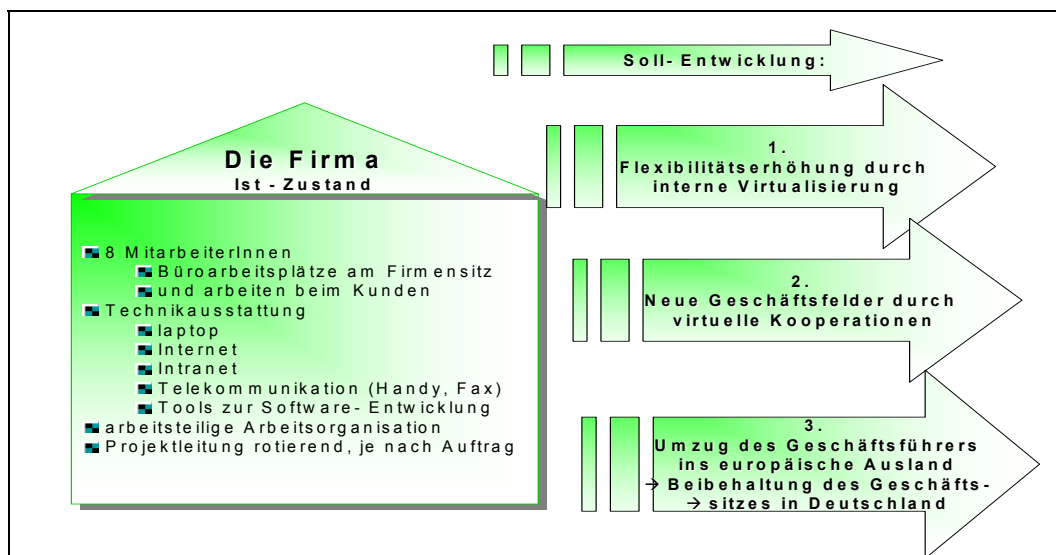 Soll-Entwicklung:
Die Firma
Ist - Zustand
8 MitarbeiterInnen
Büroarbeitsplätze am Firmensitz
und arbeiten beim Kunden
Technikausstattung
laptop
Internet
Intranet
Telekommunikation (Handy, Fax)
Tools zur Software- Entwicklung
arbeitsteilige Arbeitsorganisation
Projektleitung rotierend, je nach Auftrag
1.
Flexibilitätserhöhung durch
interne Virtualisierung
2.
Neue Geschäftsfelder durch
virtuelle Kooperationen
3.
Umzug des Geschäftsführers
ins europäische Ausland
→ Beibehaltung des Geschäfts-
→ sitzes in Deutschland